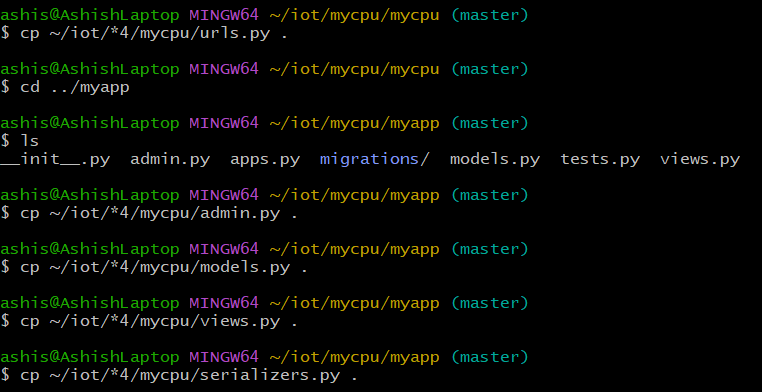 ashis@AshishLaptop MINGW64 ~/iot/mycpu/mycpu (master)
$ cp ~/iot/*4/mycpu/urls.py .
ashis@AshishLaptop MINGW64 ~/iot/mycpu/mycpu (master)
$ cd ../myapp
ashis@AshishLaptop MINGW64 ~/iot/mycpu/myapp (master)
$ ls
__init__.py  admin.py  apps.py  migrations/  models.py  tests.py  views.py
ashis@AshishLaptop MINGW64 ~/iot/mycpu/myapp (master)
$ cp ~/iot/*4/mycpu/admin.py .
ashis@AshishLaptop MINGW64 ~/iot/mycpu/myapp (master)
$ cp ~/iot/*4/mycpu/models.py .
ashis@AshishLaptop MINGW64 ~/iot/mycpu/myapp (master)
$ cp ~/iot/*4/mycpu/views.py .
ashis@AshishLaptop MINGW64 ~/iot/mycpu/myapp (master)
$ cp ~/iot/*4/mycpu/serializers.py .